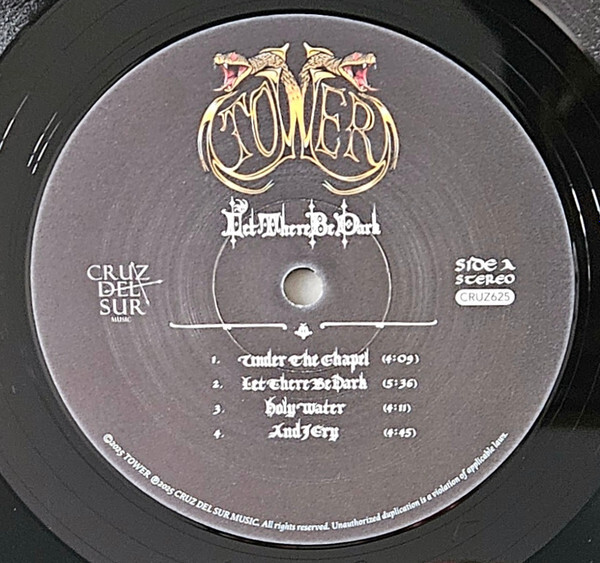 TOWER
Let There Be Dark
CRUZ
DEL
SUR
MUSIC
SIDE A
STEREO
CRUZ625
1. Under The Chapel (4:09)
2. Let There Be Dark (5:36)
3. Holy Water (4:11)
4. And I Cry (4:45)
©2025 TOWER ℗2025 CRUZ DEL SUR MUSIC. All rights reserved. Unauthorized duplication is a violation of applicable laws.